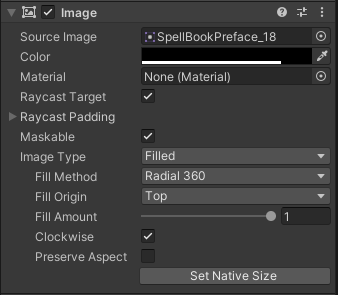 Image
Source Image SpellBookPreface_18
Color
Material None (Material)
Raycast Target
Raycast Padding
Maskable
Image Type Filled
Fill Method Radial 360
Fill Origin Top
Fill Amount 1
Clockwise
Preserve Aspect
Set Native Size